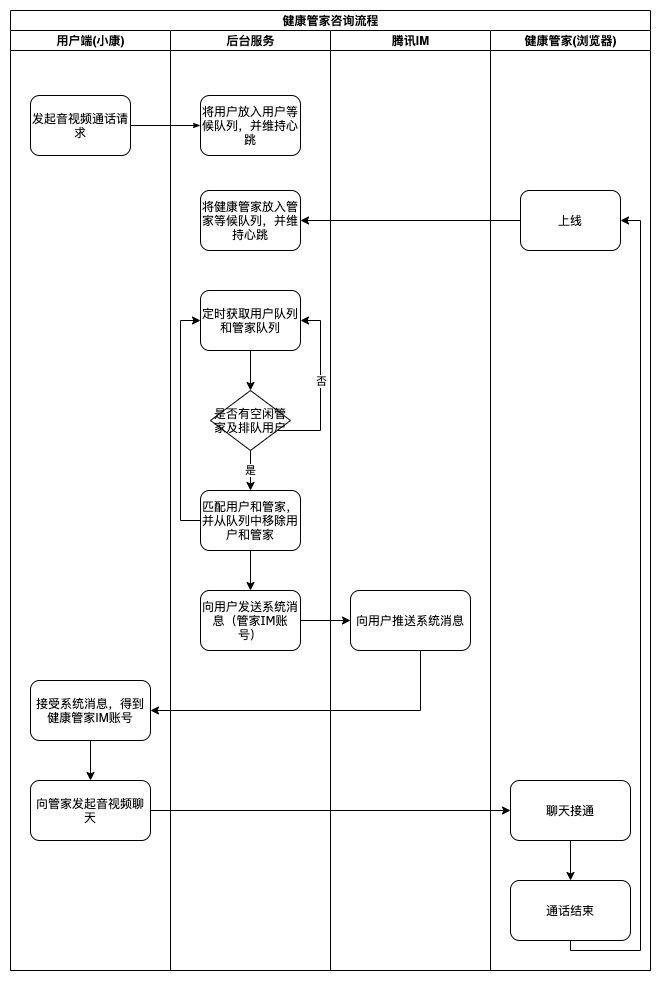 健康管家咨询流程
用户端(小康)
后台服务
腾讯IM
健康管家(浏览器)
发起音视频通话请
求
将用户放入用户等
候队列，并维持心
跳
将健康管家放入管
家等候队列，并维
持心跳
上线
定时获取用户队列
和管家队列
否
是否有空闲管
家及排队用户
是
匹配用户和管家，
并从队列中移除用
户和管家
向用户发送系统消
息（管家IM账
号）
向用户推送系统消息
接受系统消息，得到
健康管家IM账号
向管家发起音视频聊
天
聊天接通
通话结束